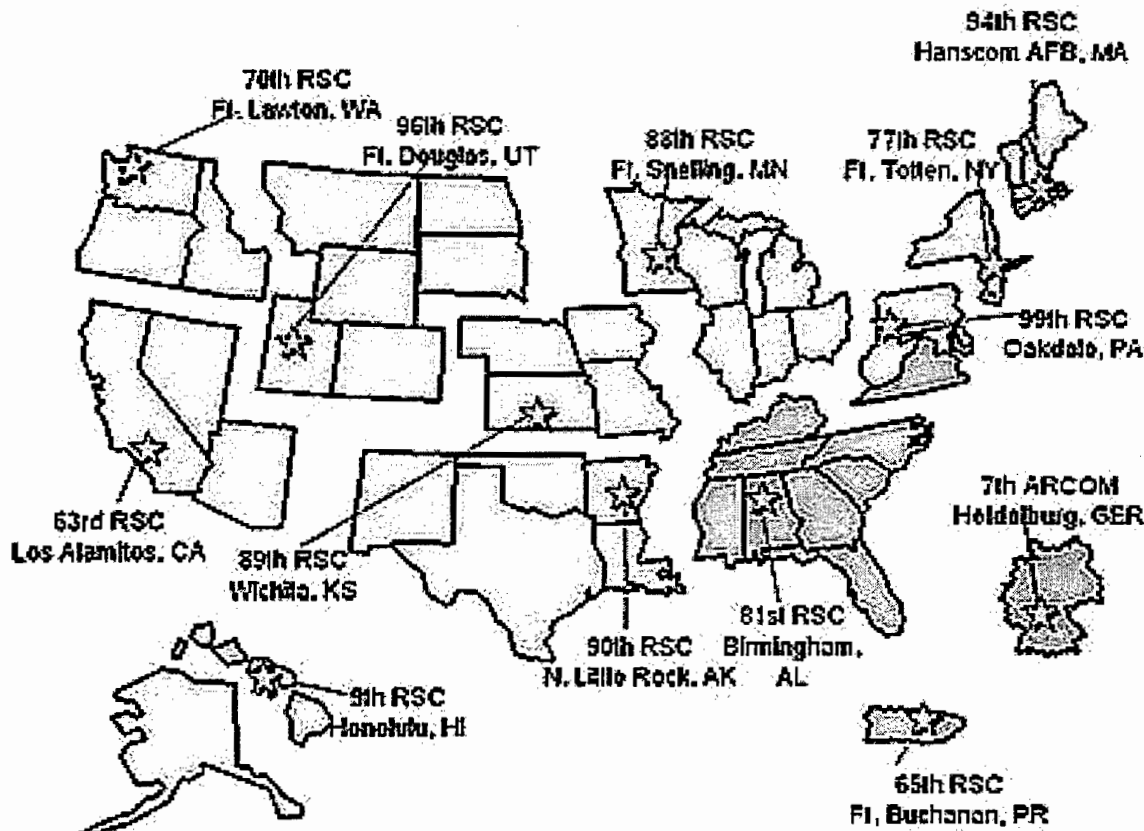 94th RSC
Hanscom AFB, MA
70th RSC
Ft. Lawton, WA
96th RSC
Ft. Douglas, UT
88th RSC
Ft. Snelling, MN
77th RSC
Ft. Totten, NY
99th RSC
Oakdale, PA
63rd RSC
Los Alamitos, CA
89th RSC
Wichita, KS
7th ARCOM
Heidelburg, GER
90th RSC
N. Little Rock, AK
81st RSC
Birmingham,
AL
9th RSC
Honolulu, HI
65th RSC
Ft. Buchanan, PR